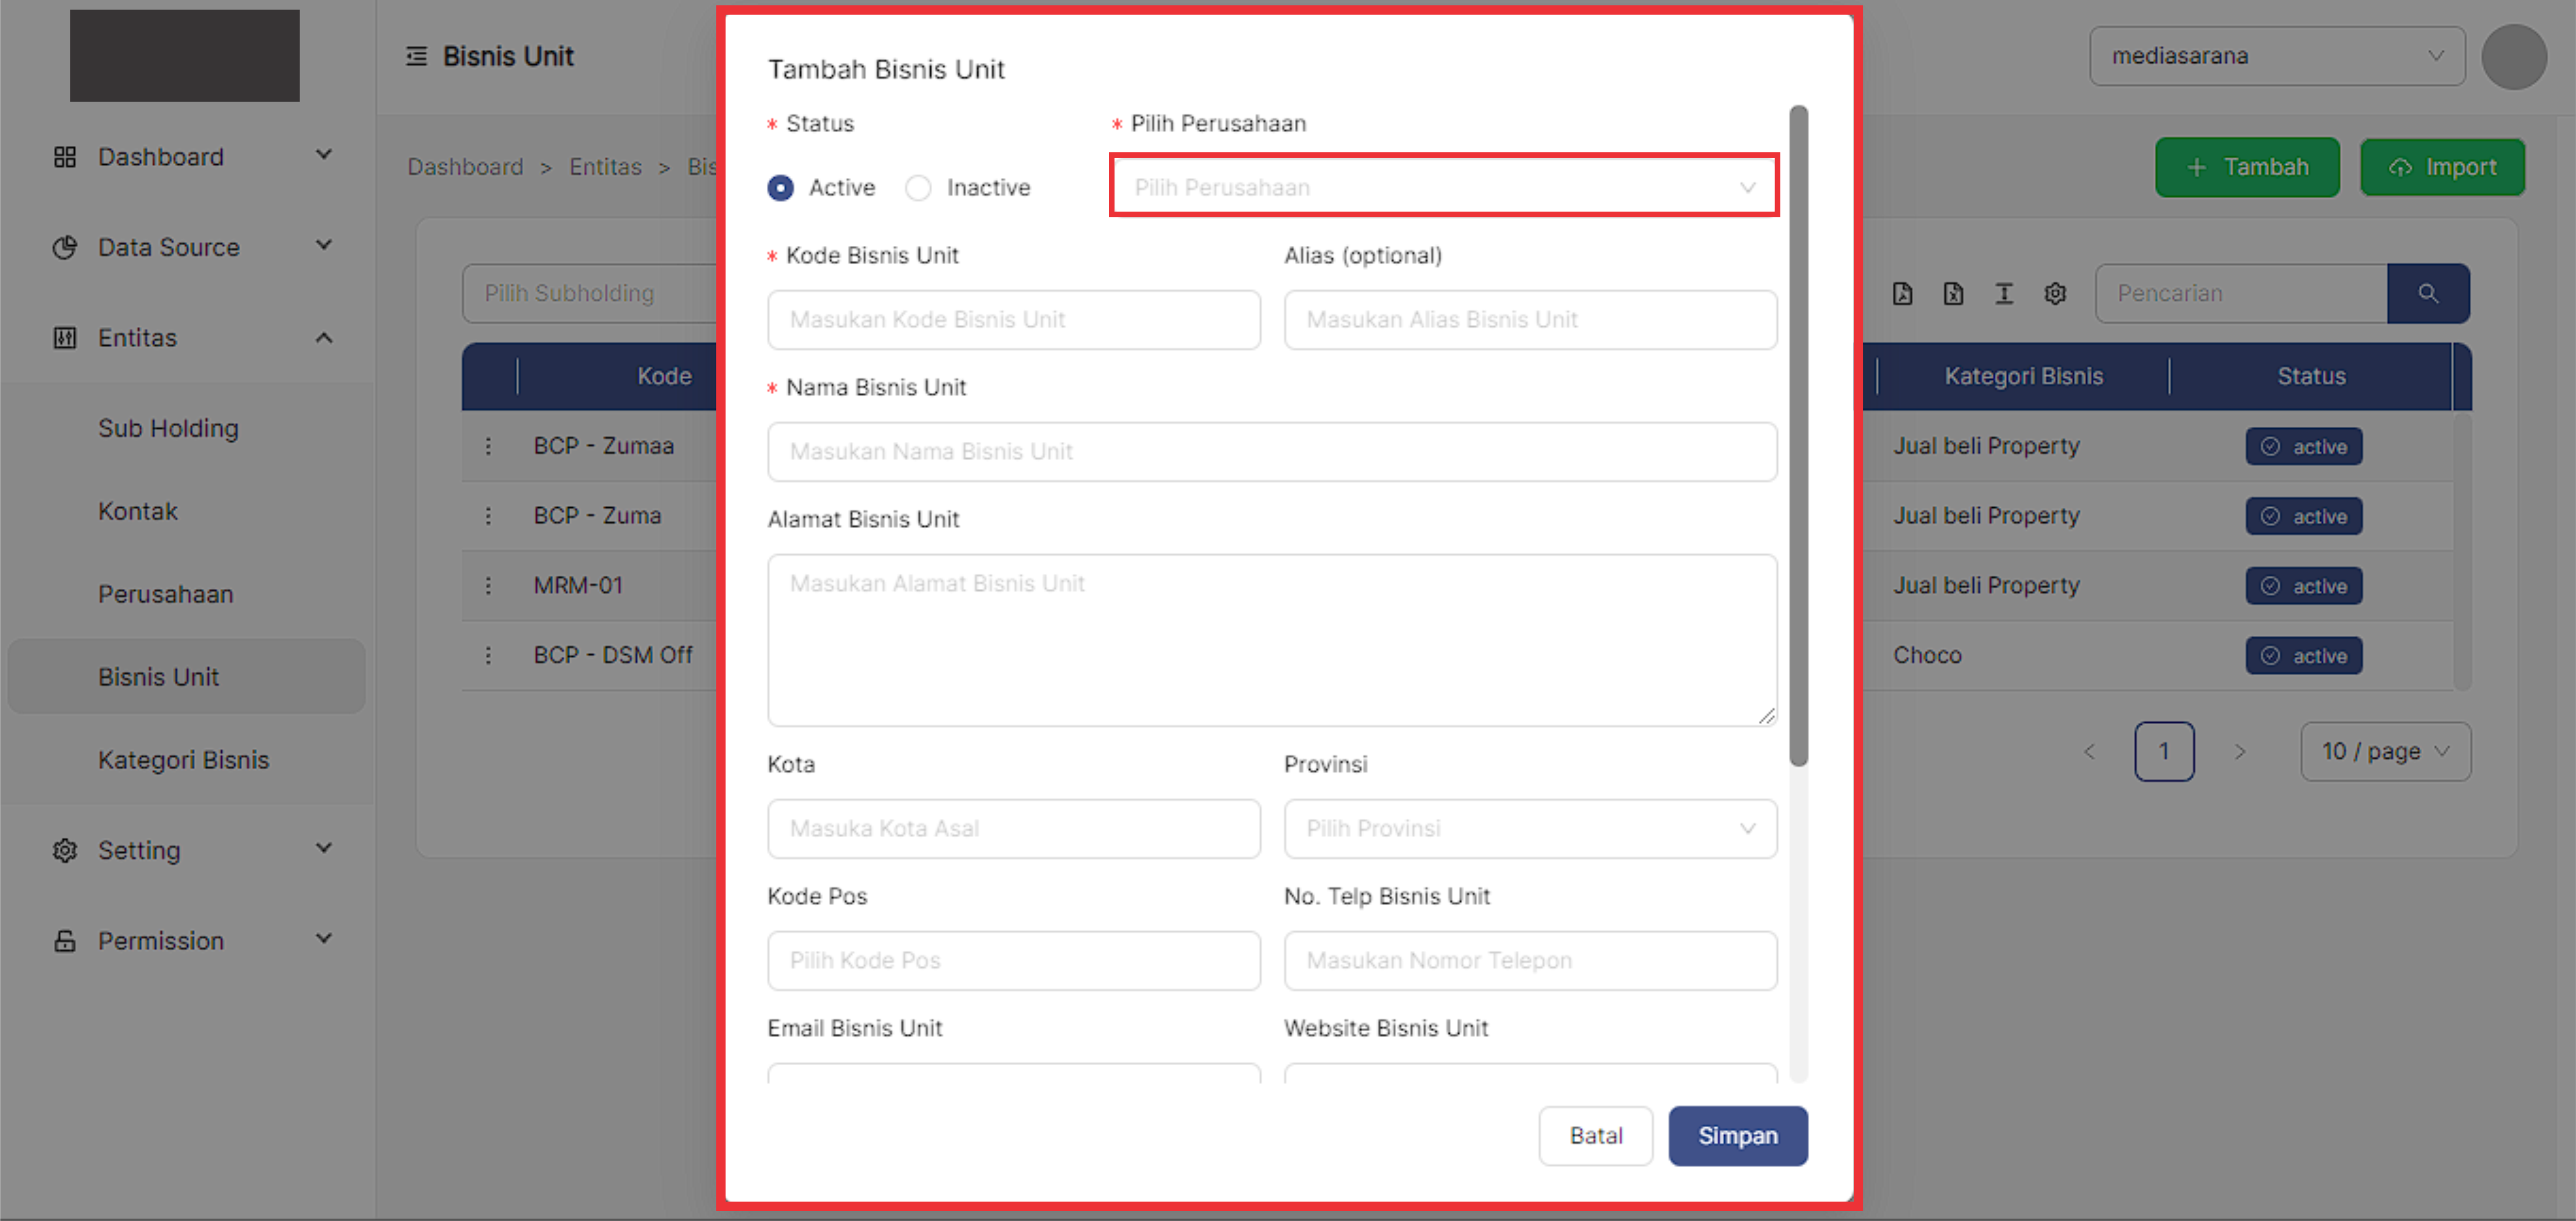 Bisnis Unit
mediasarana
Dashboard
Data Source
Entitas
Sub Holding
Kontak
Perusahaan
Bisnis Unit
Kategori Bisnis
Setting
Permission
Dashboard > Entitas > Bis
+ Tambah
Import
Pilih Subholding
Pencarian
Kode
Kategori Bisnis
Status
BCP - Zumaa
Jual beli Property
active
BCP - Zuma
Jual beli Property
active
MRM-01
Jual beli Property
active
BCP - DSM Off
Choco
active
< 1 >
10 / page
Tambah Bisnis Unit
* Status
* Pilih Perusahaan
Active
Inactive
Pilih Perusahaan
* Kode Bisnis Unit
Alias (optional)
Masukan Kode Bisnis Unit
Masukan Alias Bisnis Unit
* Nama Bisnis Unit
Masukan Nama Bisnis Unit
Alamat Bisnis Unit
Masukan Alamat Bisnis Unit
Kota
Provinsi
Masuka Kota Asal
Pilih Provinsi
Kode Pos
No. Telp Bisnis Unit
Pilih Kode Pos
Masukan Nomor Telepon
Email Bisnis Unit
Website Bisnis Unit
Batal
Simpan